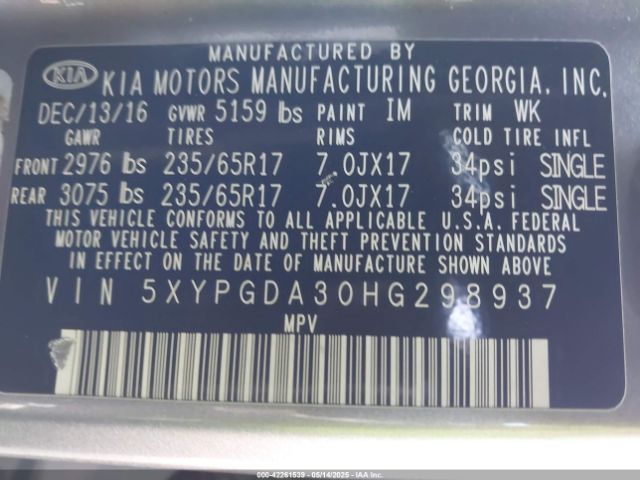 MANUFACTURED BY
KIA KIA MOTORS MANUFACTURING GEORGIA, INC.
DEC/13/16 GVWR 5159 lbs PAINT IM TRIM WK
GAWR TIRES RIMS COLD TIRE INFL
FRONT 2976 lbs 235/65R17 7.0JX17 34psi SINGLE
REAR 3075 lbs 235/65R17 7.0JX17 34psi SINGLE
THIS VEHICLE CONFORMS TO ALL APPLICABLE U.S.A. FEDERAL
MOTOR VEHICLE SAFETY AND THEFT PREVENTION STANDARDS
IN EFFECT ON THE DATE OF MANUFACTURE SHOWN ABOVE
VIN 5XYPGDA30HG298937
MPV
000-42261539 05/14/2025 IAA Inc.